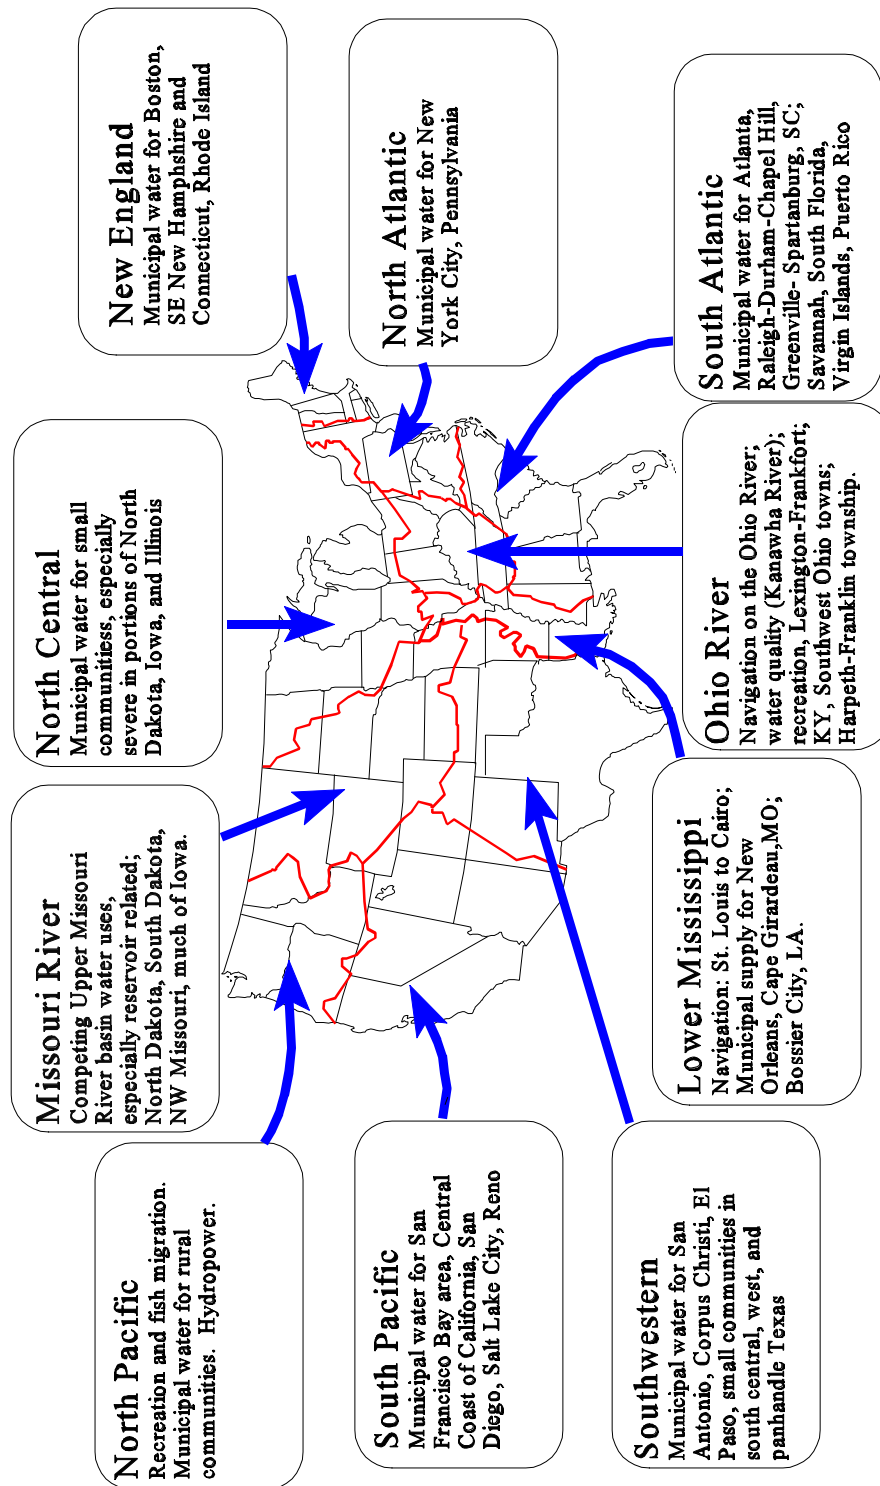 North Pacific
Recreation and fish migration.
Municipal water for rural
communities. Hydropower.
Missouri River
Competing Upper Missouri
River basin water uses,
especially reservoir related;
North Dakota, South Dakota,
NW Missouri, much of Iowa.
North Central
Municipal water for small
communitiess, especially
severe in portions of North
Dakota, Iowa, and Illinois
New England
Municipal water for Boston,
SE New Hamphshire and
Connecticut, Rhode Island
South Pacific
Municipal water for San
Francisco Bay area, Central
Coast of California, San
Diego, Salt Lake City, Reno
North Atlantic
Municipal water for New
York City, Pennsylvania
Southwestern
Municipal water for San
Antonio, Corpus Christi, El
Paso, small communities in
south central, west, and
panhandle Texas
Lower Mississippi
Navigation: St. Louis to Cairo;
Municipal supply for New
Orleans, Cape Girardeau,MO;
Bossier City, LA.
Ohio River
Navigation on the Ohio River;
water quality (Kanawha River);
recreation, Lexington-Frankfort;
KY, Southwest Ohio towns;
Harpeth-Franklin township.
South Atlantic
Municipal water for Atlanta,
Raleigh-Durham-Chapel Hill,
Greenville- Spartanburg, SC;
Savannah, South Florida,
Virgin Islands, Puerto Rico